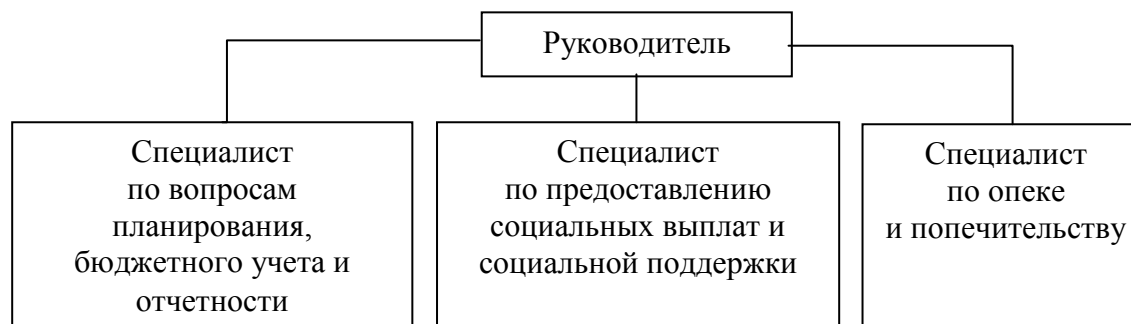 Руководитель
Специалист
по вопросам
планирования,
бюджетного учета и
отчетности
Специалист
по предоставлению
социальных выплат и
социальной поддержки
Специалист
по опеке
и попечительству